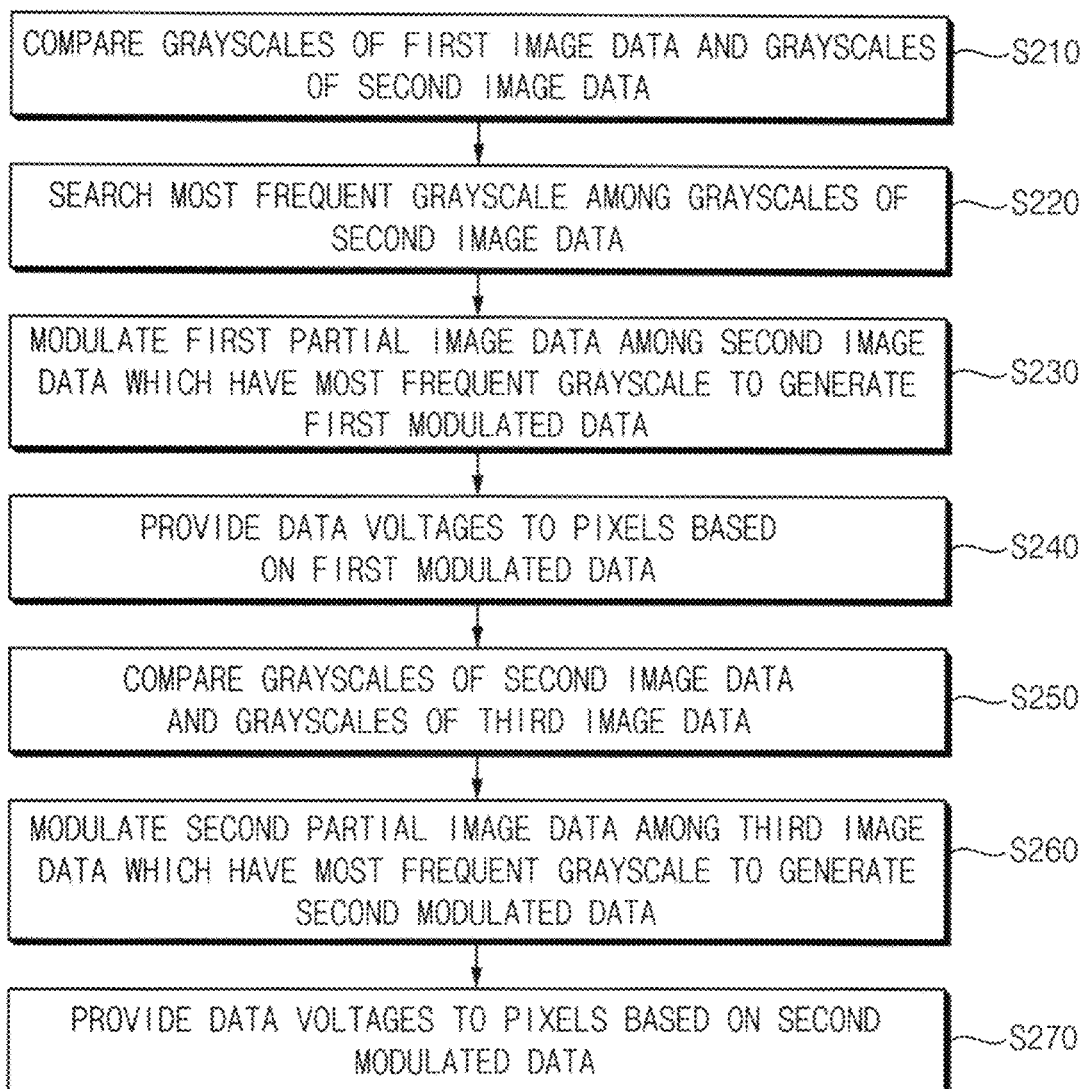 COMPARE GRAYSCALES OF FIRST IMAGE DATA AND GRAYSCALES
OF SECOND IMAGE DATA
S210
SEARCH MOST FREQUENT GRAYSCALE AMONG GRAYSCALES OF
SECOND IMAGE DATA
S220
MODULATE FIRST PARTIAL IMAGE DATA AMONG SECOND IMAGE
DATA WHICH HAVE MOST FREQUENT GRAYSCALE TO GENERATE
FIRST MODULATED DATA
S230
PROVIDE DATA VOLTAGES TO PIXELS BASED
ON FIRST MODULATED DATA
S240
COMPARE GRAYSCALES OF SECOND IMAGE DATA
AND GRAYSCALES OF THIRD IMAGE DATA
S250
MODULATE SECOND PARTIAL IMAGE DATA AMONG THIRD IMAGE
DATA WHICH HAVE MOST FREQUENT GRAYSCALE TO GENERATE
SECOND MODULATED DATA
S260
PROVIDE DATA VOLTAGES TO PIXELS BASED ON SECOND
MODULATED DATA
S270